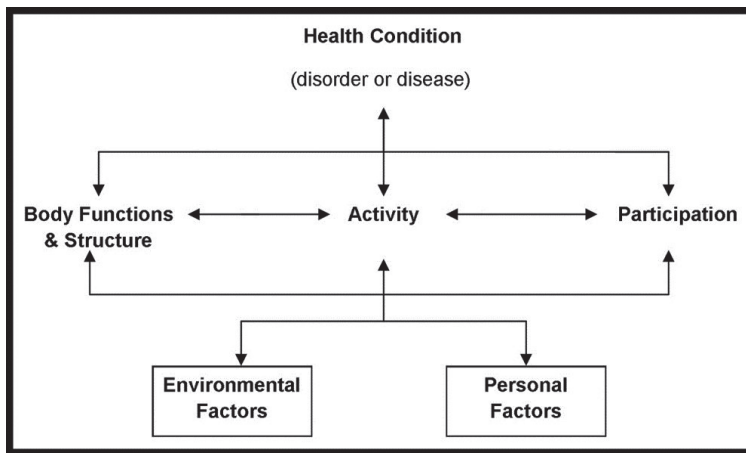 Health Condition
(disorder or disease)
Body Functions
& Structure
Activity
Participation
Environmental
Factors
Personal
Factors